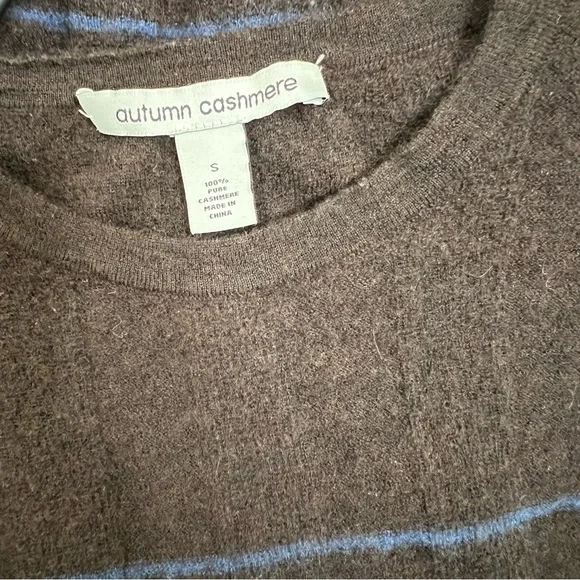 autumn cashmere
S
100%
PURE
CASHMERE
MADE IN
CHINA